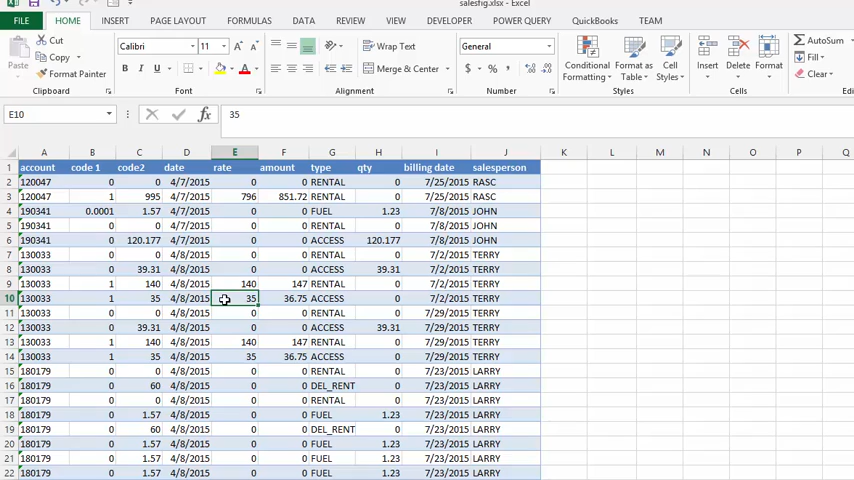 salesfig.xlsx - Excel
FILE HOME INSERT PAGE LAYOUT FORMULAS DATA REVIEW VIEW DEVELOPER POWER QUERY QuickBooks TEAM
Paste Cut Copy Format Painter
Calibri 11 A A
B I U A
Wrap Text
Merge & Center
General
$ % ,
Conditional Formatting Format as Table Cell Styles
Insert Delete Format
AutoSum
Fill
Clear
Clipboard Font Alignment Number Styles Cells
E10 fx 35
A B C D E F G H I J K L M N O P Q
1 account code 1 code2 date rate amount type qty billing date salesperson
2 120047 0 0 4/7/2015 0 0 RENTAL 0 7/25/2015 RASC
3 120047 1 995 4/7/2015 796 851.72 RENTAL 0 7/25/2015 RASC
4 190341 0.0001 1.57 4/7/2015 0 0 FUEL 1.23 7/8/2015 JOHN
5 190341 0 0 4/7/2015 0 0 RENTAL 0 7/8/2015 JOHN
6 190341 0 120.177 4/7/2015 0 0 ACCESS 120.177 7/8/2015 JOHN
7 130033 0 0 4/8/2015 0 0 RENTAL 0 7/2/2015 TERRY
8 130033 0 39.31 4/8/2015 0 0 ACCESS 39.31 7/2/2015 TERRY
9 130033 1 140 4/8/2015 140 147 RENTAL 0 7/2/2015 TERRY
10 130033 1 35 4/8/2015 35 36.75 ACCESS 0 7/2/2015 TERRY
11 130033 0 0 4/8/2015 0 0 RENTAL 0 7/29/2015 TERRY
12 130033 0 39.31 4/8/2015 0 0 ACCESS 39.31 7/29/2015 TERRY
13 130033 1 140 4/8/2015 140 147 RENTAL 0 7/29/2015 TERRY
14 130033 1 35 4/8/2015 35 36.75 ACCESS 0 7/29/2015 TERRY
15 180179 0 0 4/8/2015 0 0 RENTAL 0 7/23/2015 LARRY
16 180179 0 60 4/8/2015 0 0 DEL_RENT 0 7/23/2015 LARRY
17 180179 0 0 4/8/2015 0 0 RENTAL 0 7/23/2015 LARRY
18 180179 0 1.57 4/8/2015 0 0 FUEL 1.23 7/23/2015 LARRY
19 180179 0 60 4/8/2015 0 0 DEL_RENT 0 7/23/2015 LARRY
20 180179 0 1.57 4/8/2015 0 0 FUEL 1.23 7/23/2015 LARRY
21 180179 0 1.57 4/8/2015 0 0 FUEL 1.23 7/23/2015 LARRY
22 180179 0 1.57 4/8/2015 0 0 FUEL 1.23 7/23/2015 LARRY